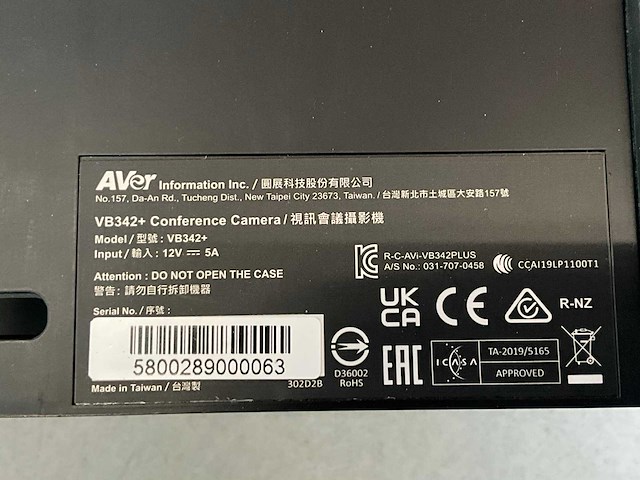 AVer Information Inc. / 圓展科技股份有限公司
No.157, Da-An Rd., Tucheng Dist., New Taipei City 23673, Taiwan. / 台灣新北市土城區大安路157號
VB342+ Conference Camera / 視訊會議攝影機
Model / 型號 : VB342+
Input / 輸入 : 12V ⎓ 5A
R-C-AVi-VB342PLUS
A/S No.: 031-707-0458
CCAI19LP1100T1
Attention : DO NOT OPEN THE CASE
警告: 請勿自行拆卸機器
UK
CA
CE
R-NZ
Serial No. / 序號 :
5800289000063
D36002
RoHS
EAC
ICASA
TA-2019/5165
APPROVED
Made in Taiwan / 台灣製
302D2B